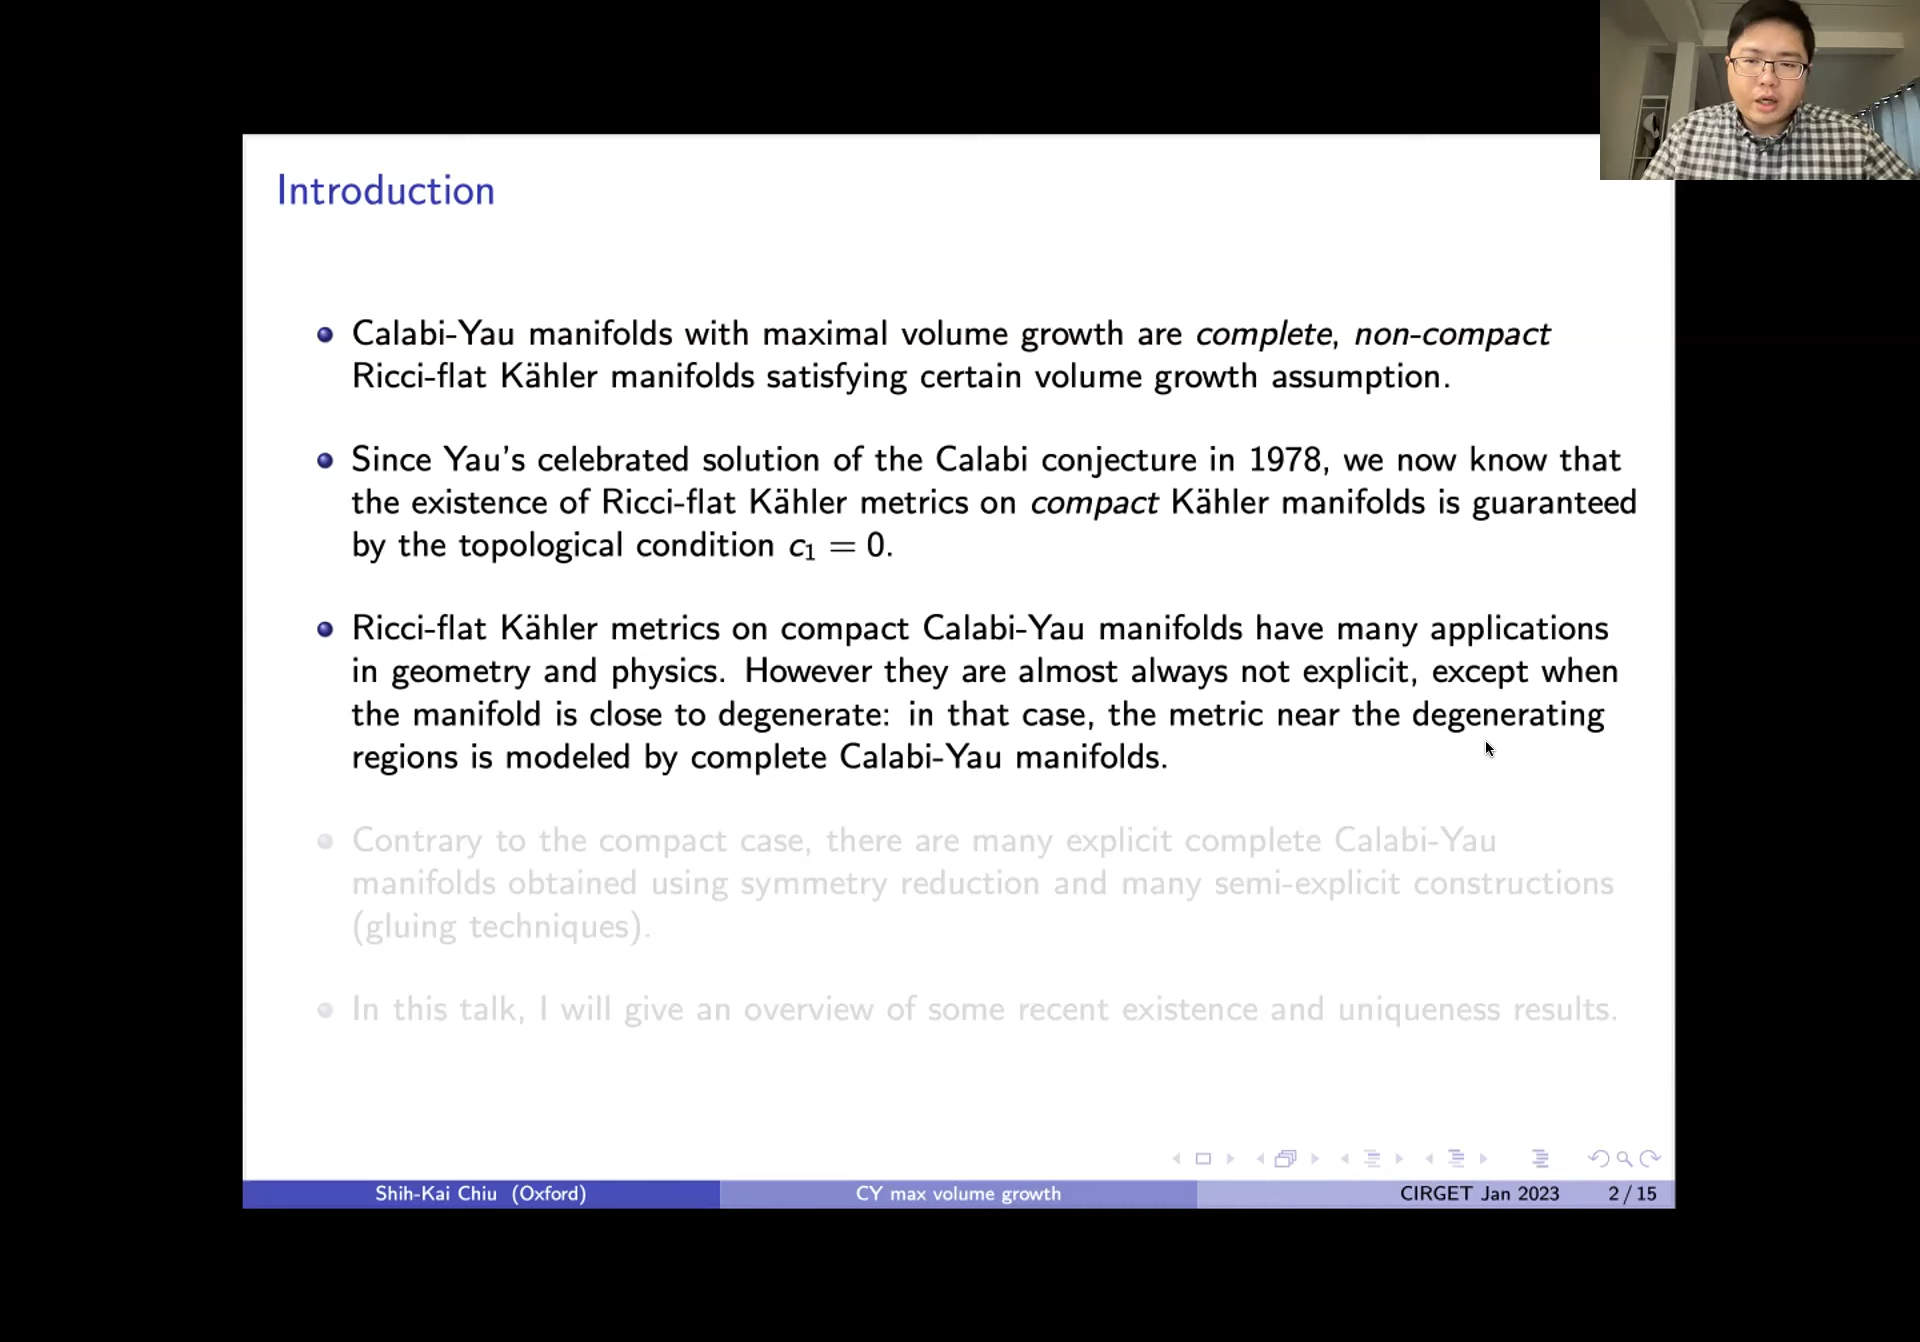 Introduction
Calabi-Yau manifolds with maximal volume growth are complete, non-compact
Ricci-flat Kähler manifolds satisfying certain volume growth assumption.
Since Yau's celebrated solution of the Calabi conjecture in 1978, we now know that
the existence of Ricci-flat Kähler metrics on compact Kähler manifolds is guaranteed
by the topological condition c₁ = 0.
Ricci-flat Kähler metrics on compact Calabi-Yau manifolds have many applications
in geometry and physics. However they are almost always not explicit, except when
the manifold is close to degenerate: in that case, the metric near the degenerating
regions is modeled by complete Calabi-Yau manifolds.
Contrary to the compact case, there are many explicit complete Calabi-Yau
manifolds obtained using symmetry reduction and many semi-explicit constructions
(gluing techniques).
In this talk, I will give an overview of some recent existence and uniqueness results.
Shih-Kai Chiu (Oxford) CY max volume growth CIRGET Jan 2023 2 / 15